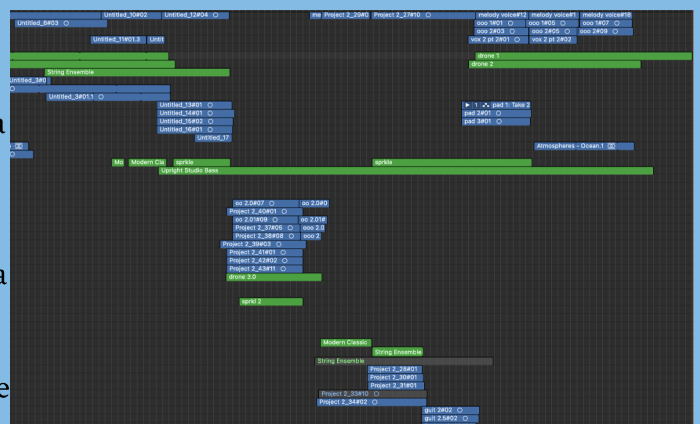 Untitled_10#02 Untitled_12#04 me Project 2_29#0 Project 2_27#10 melody voice#12 melody voice#1 melody voice#18
Untitled_8#03 ooo 1#01 ooo 1#06 ooo 1#07
ooo 2#03 ooo 2#05 ooo 2#09
Untitled_11#01.3 Untit vox 2 pt 2#01 vox 2 pt 2#02
drone 1
drone 2
String Ensemble
Untitled_3#0
Untitled_3#01.1
Untitled_13#01 1 pad 1: Take 2
Untitled_14#01 pad 2#01
a
Untitled_15#02 pad 3#01
Untitled_16#01
Untitled_17
Atmospheres - Ocean.1
Mo Modern Cla sprkle sprkle
Upright Studio Bass
oo 2.0#07 oo 2.0#0
Project 2_40#01
oo 2.01#09 oo 2.01#
Project 2_37#05 ooo 2.0
Project 2_38#08 ooo 2
Project 2_39#03
Project 2_41#01
Project 2_42#02
Project 2_43#11
a
drone 3.0
sprkl 2
Modern Classic
String Ensemble
String Ensemble
Project 2_28#01
Project 2_30#01
Project 2_31#01
e
Project 2_33#10
Project 2_34#02
guit 2#02
guit 2.5#02